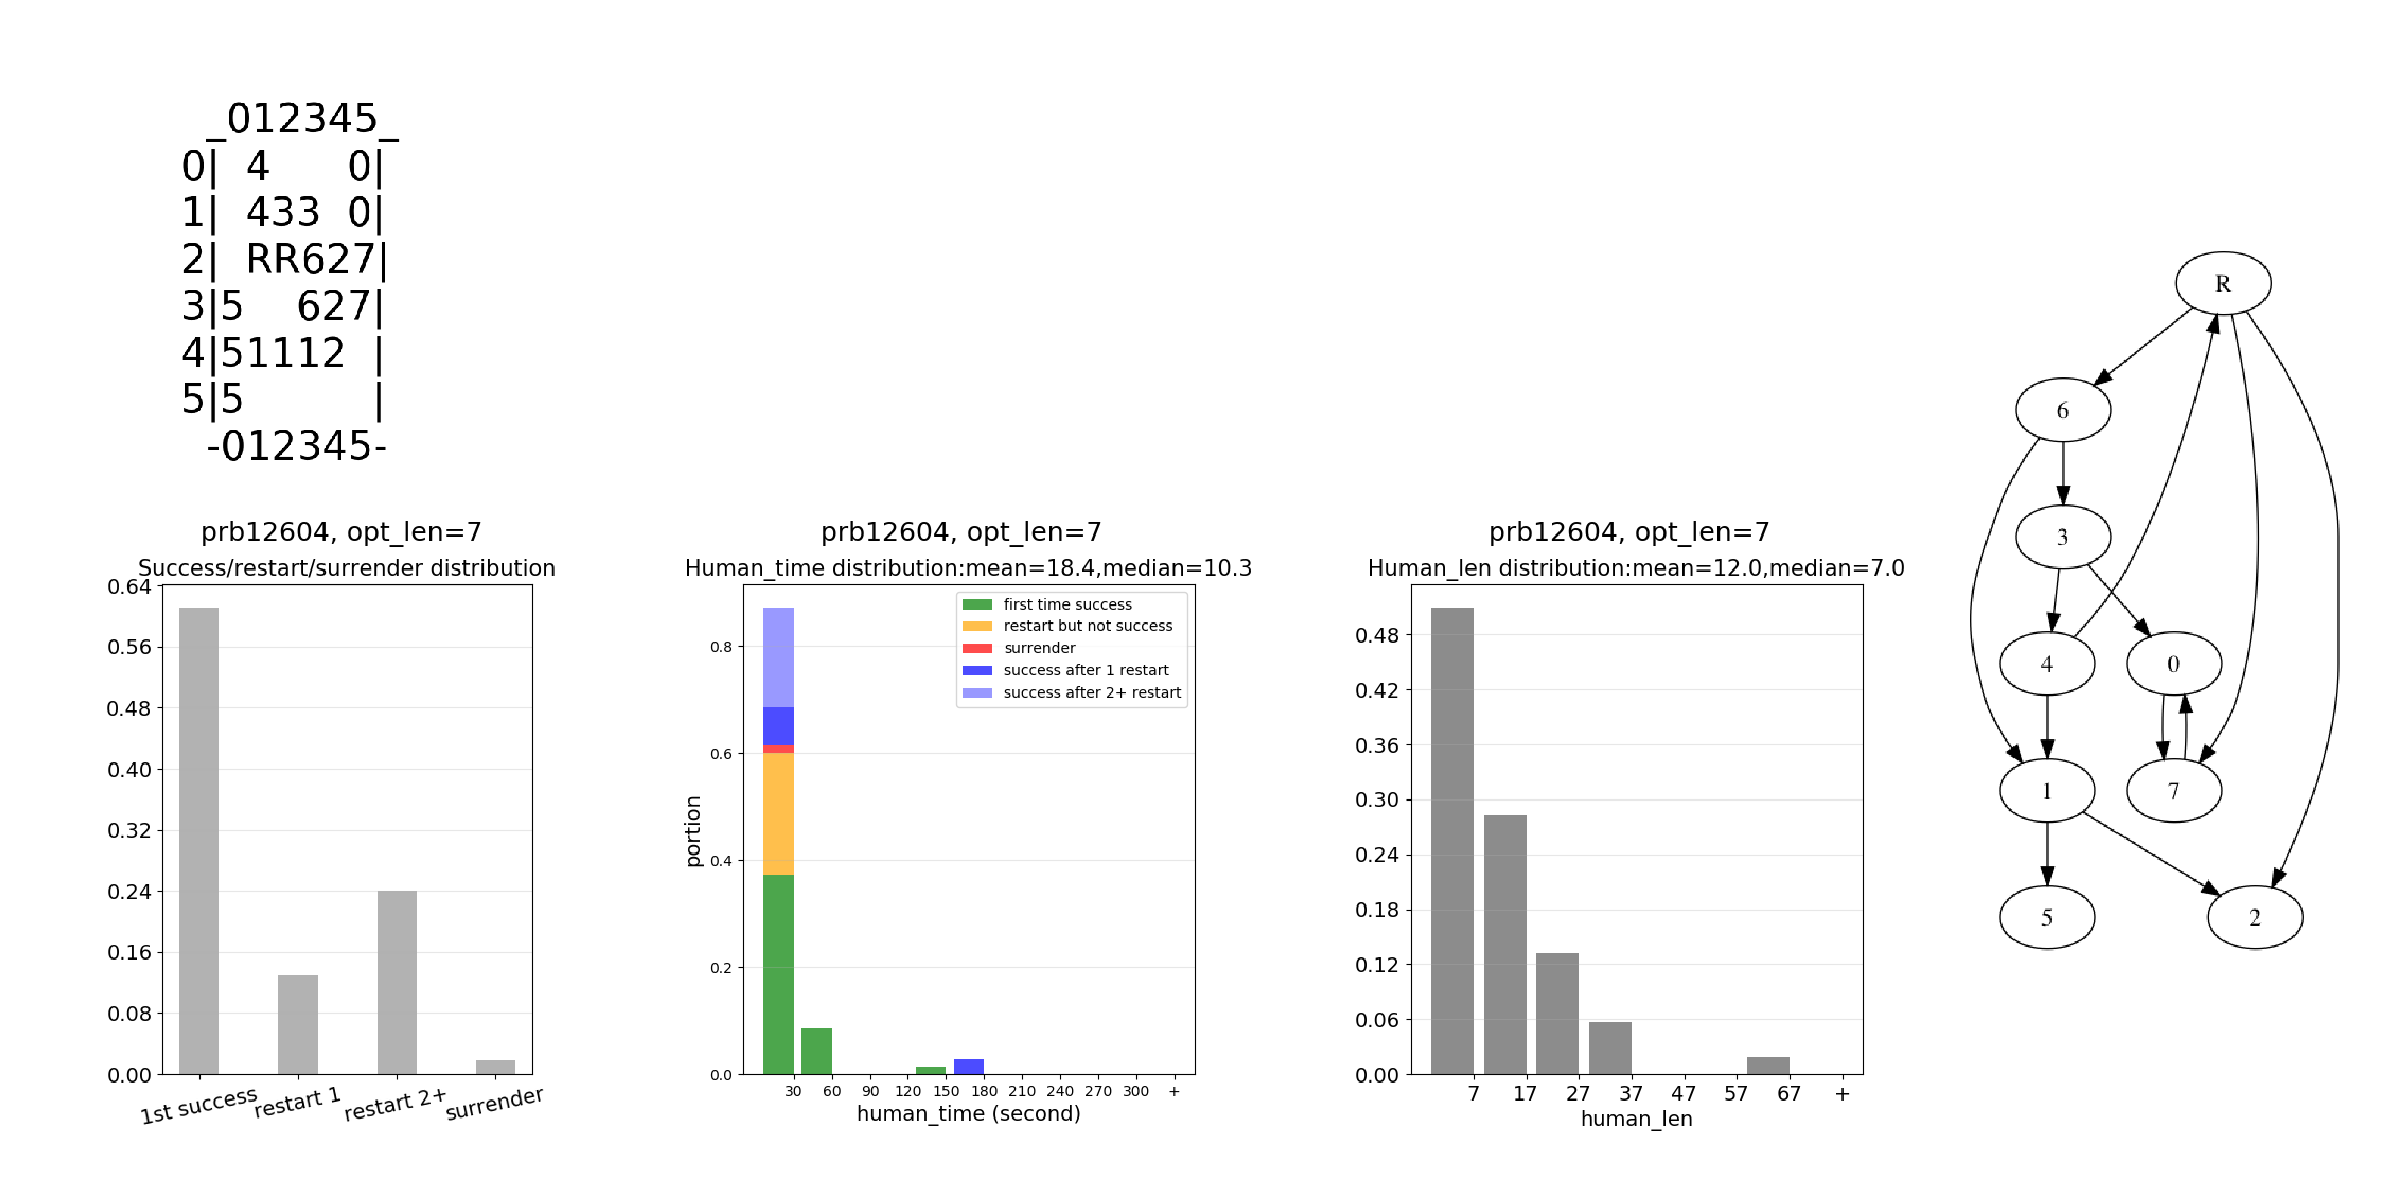 _012345_
0| 4   0|
1| 433 0|
2| RR627|
3|5  627|
4|51112 |
5|5     |
-012345-
prb12604, opt_len=7
Success/restart/surrender distribution
0.64
0.56
0.48
0.40
0.32
0.24
0.16
0.08
0.00
1st success restart 1 restart 2+ surrender
prb12604, opt_len=7
Human_time distribution:mean=18.4,median=10.3
first time success
restart but not success
surrender
success after 1 restart
success after 2+ restart
portion
0.8
0.6
0.4
0.2
0.0
30 60 90 120 150 180 210 240 270 300 +
human_time (second)
prb12604, opt_len=7
Human_len distribution:mean=12.0,median=7.0
0.48
0.42
0.36
0.30
0.24
0.18
0.12
0.06
0.00
7 17 27 37 47 57 67 +
human_len
R
6
3
4 0
1 7
5 2